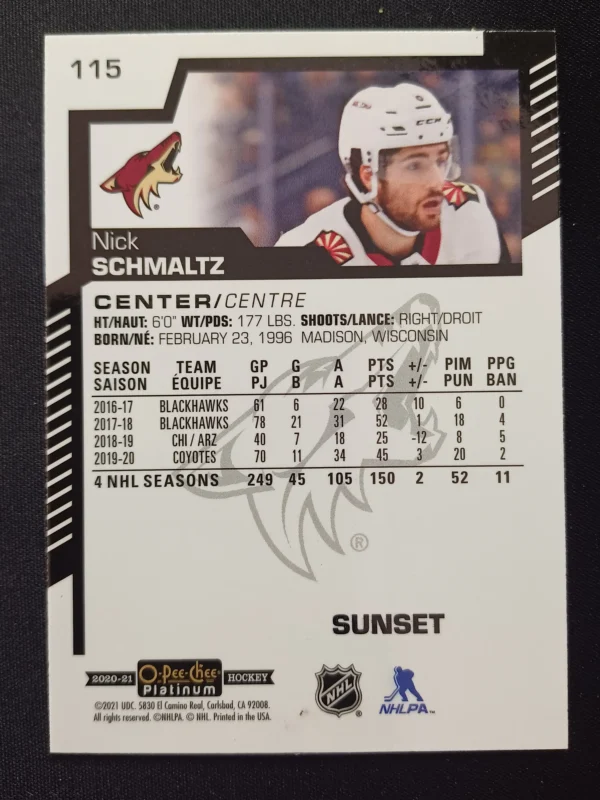 115
Nick
SCHMALTZ
CENTER/CENTRE
HT/HAUT: 6'0" WT/PDS: 177 LBS. SHOOTS/LANCE: RIGHT/DROIT
BORN/NÉ: FEBRUARY 23, 1996 MADISON, WISCONSIN
SEASON TEAM GP G A PTS +/- PIM PPG
SAISON ÉQUIPE PJ B A PTS +/- PUN BAN
2016-17 BLACKHAWKS 61 6 22 28 10 6 0
2017-18 BLACKHAWKS 78 21 31 52 1 18 4
2018-19 CHI / ARZ 40 7 18 25 -12 8 5
2019-20 COYOTES 70 11 34 45 3 20 2
4 NHL SEASONS 249 45 105 150 2 52 11
®
SUNSET
2020-21 O-Pee-Chee Platinum HOCKEY
NHL
NHLPA
©2021 UDC. 5830 El Camino Real, Carlsbad, CA 92008.
All rights reserved. ©NHLPA. © NHL. Printed in the USA.